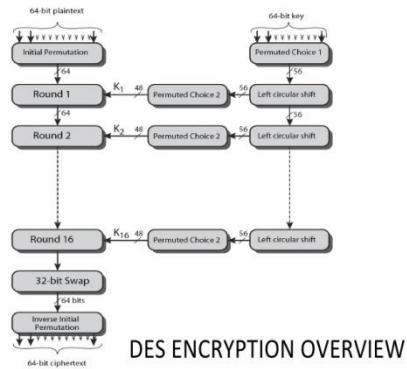 64-bit plaintext 64-bit key
Initial Permutation Permuted Choice 1
64 56
Round 1 K1 48 Permuted Choice 2 56 Left circular shift
64 56
Round 2 K2 48 Permuted Choice 2 56 Left circular shift
Round 16 K16 48 Permuted Choice 2 56 Left circular shift
32-bit Swap
64 bits
Inverse Initial
Permutation
64-bit ciphertext
DES ENCRYPTION OVERVIEW